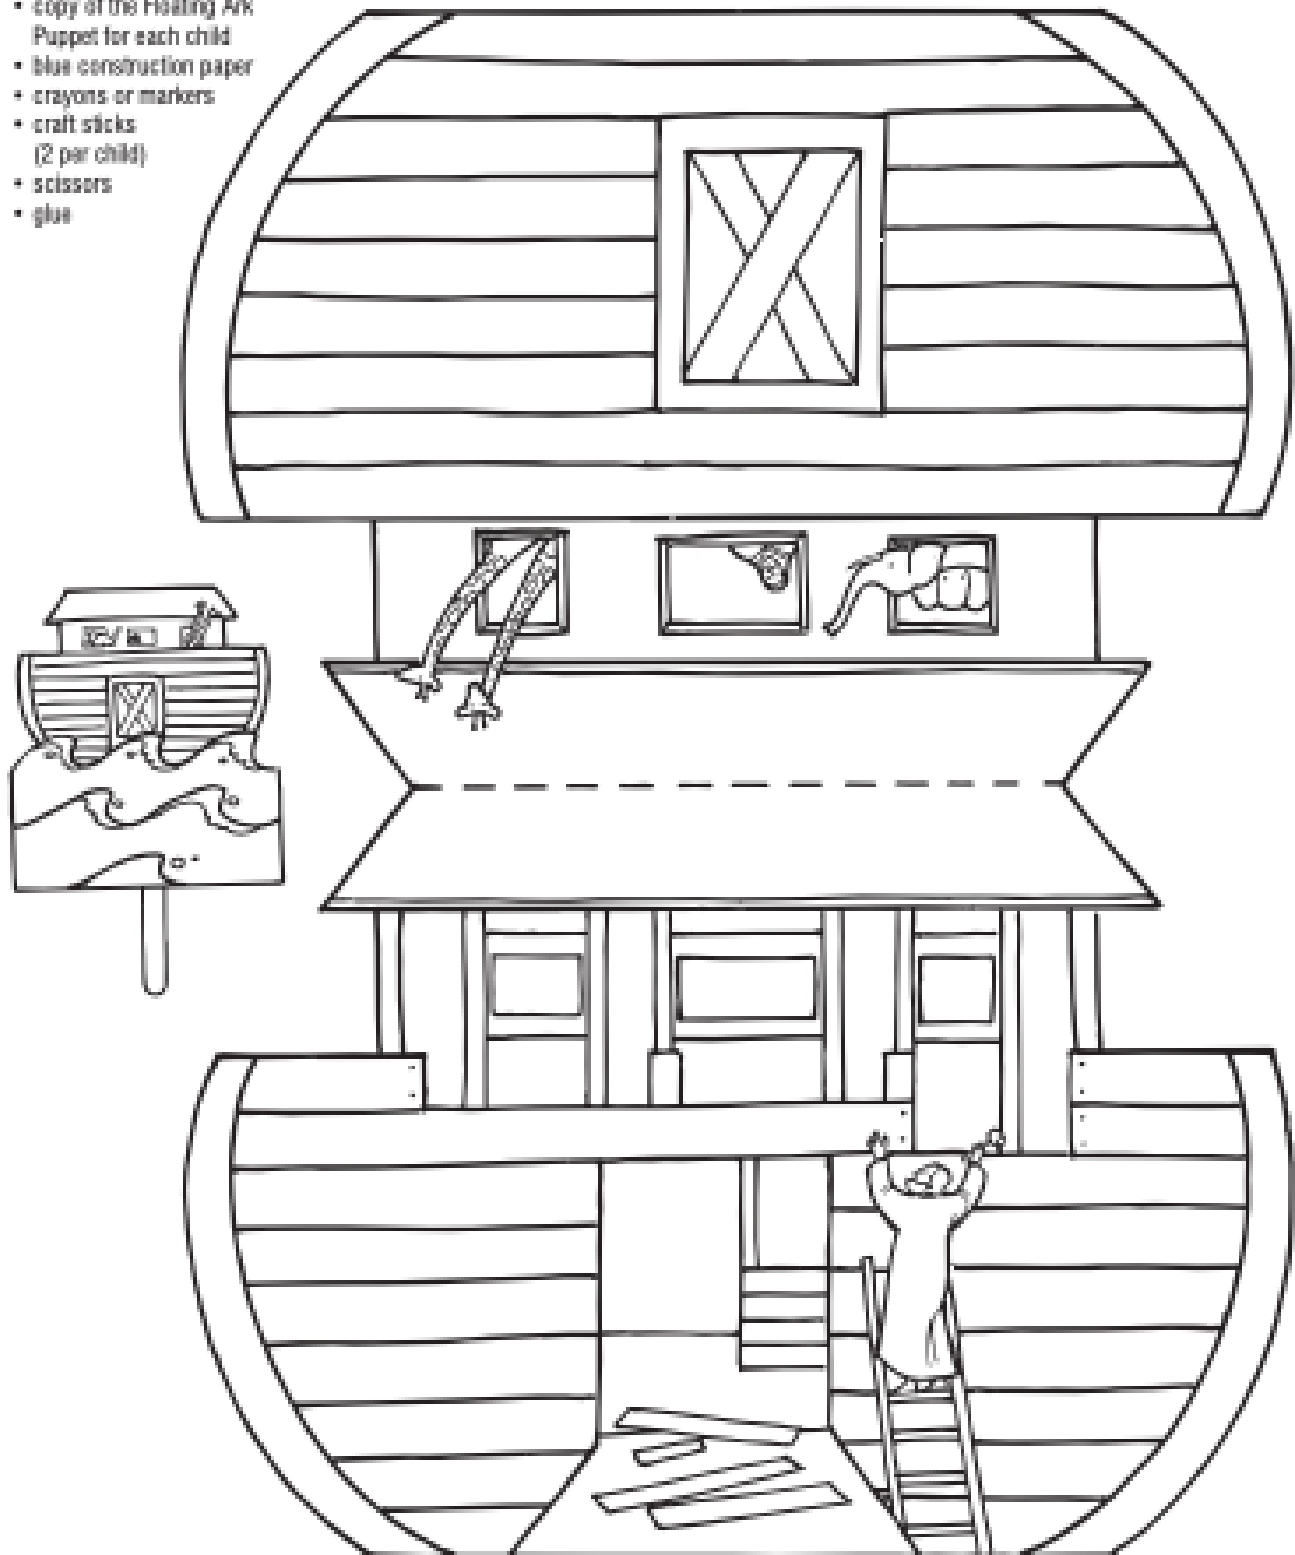 • copy of the Floating Ark
Puppet for each child
• blue construction paper
• crayons or markers
• craft sticks
(2 per child)
• scissors
• glue